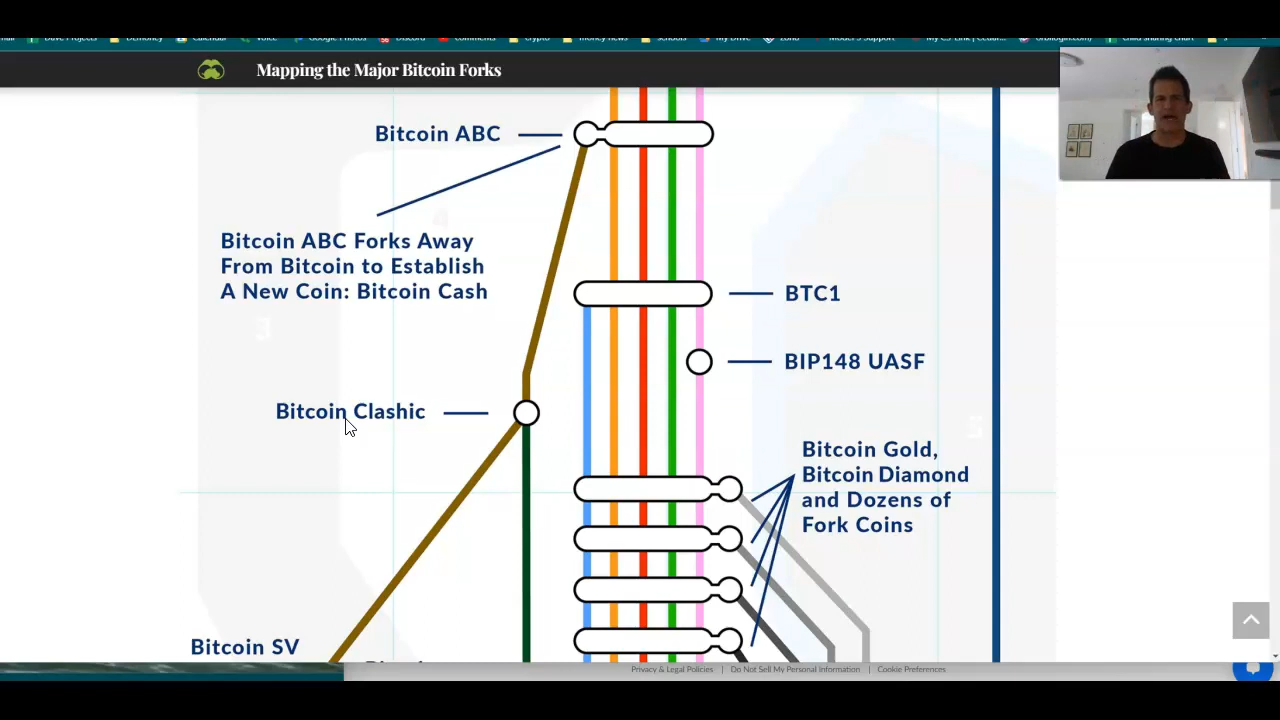 Mapping the Major Bitcoin Forks
Bitcoin ABC
Bitcoin ABC Forks Away
From Bitcoin to Establish
A New Coin: Bitcoin Cash
BTC1
BIP148 UASF
Bitcoin Clashic
Bitcoin Gold,
Bitcoin Diamond
and Dozens of
Fork Coins
Bitcoin SV
Privacy & Legal Policies | Do Not Sell My Personal Information | Cookie Preferences